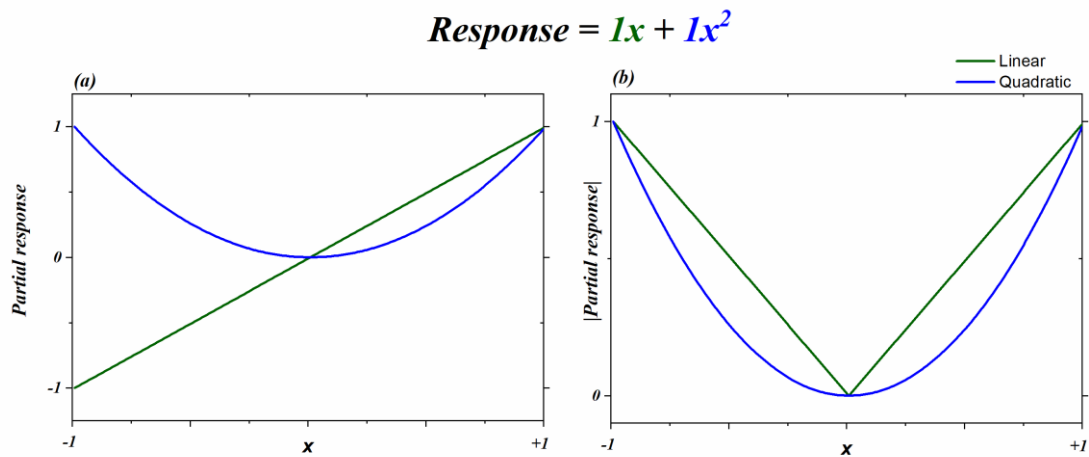 Response = 1x + 1x²
Linear
Quadratic
(a)
Partial response
1
0
-1
-1
x
+1
(b)
|Partial response|
1
0
-1
x
+1